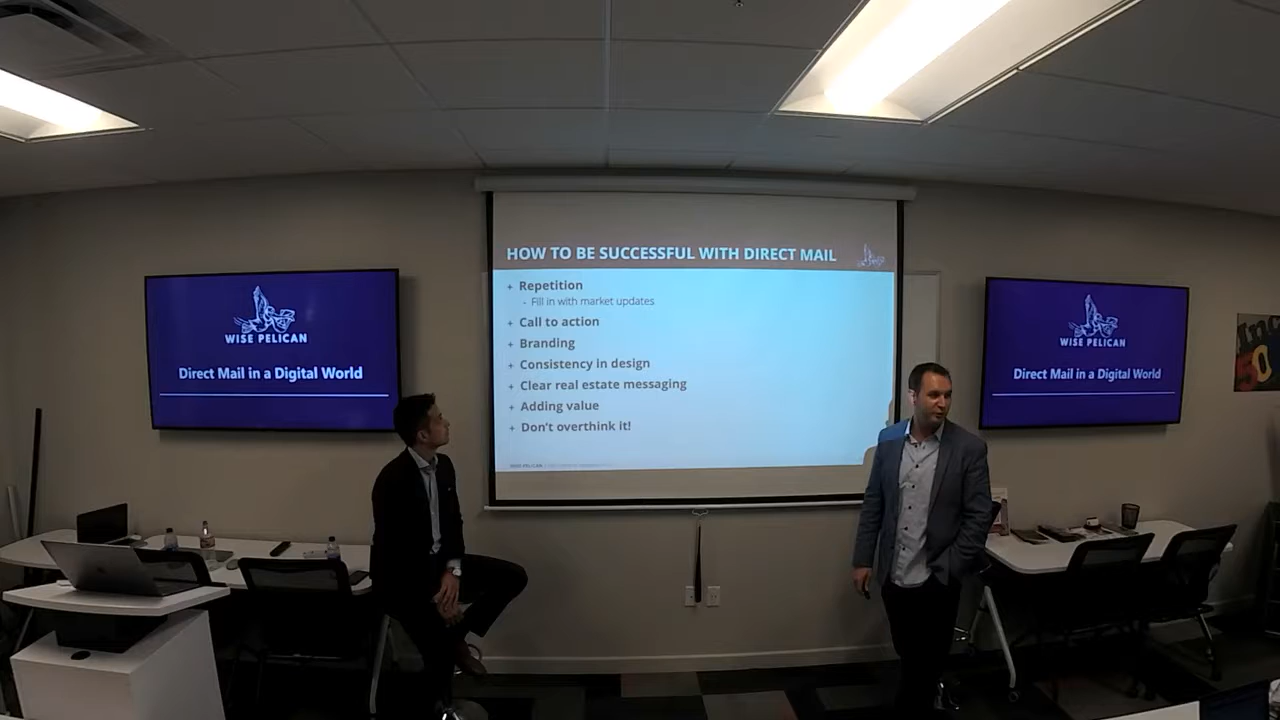 WISE PELICAN
Direct Mail in a Digital World
HOW TO BE SUCCESSFUL WITH DIRECT MAIL
+ Repetition
- Fill in with market updates
+ Call to action
+ Branding
+ Consistency in design
+ Clear real estate messaging
+ Adding value
+ Don't overthink it!
WISE PELICAN
WISE PELICAN
Direct Mail in a Digital World